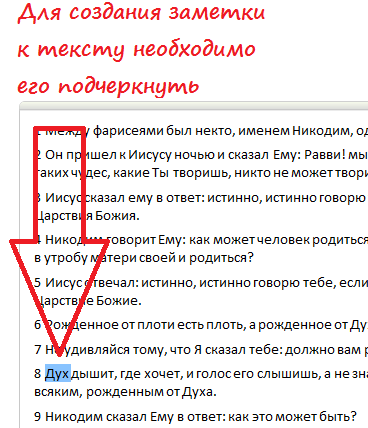 Для создания заметки
к тексту необходимо
его подчеркнуть
1 Между фарисеями был некто, именем Никодим,
2 Он пришел к Иисусу ночью и сказал Ему: Равви! мы
таких чудес, какие Ты творишь, никто не может твори
3 Иисус сказал ему в ответ: истинно, истинно говорю
Царствия Божия.
4 Никодим говорит Ему: как может человек родиться
в утробу матери своей и родиться?
5 Иисус отвечал: истинно, истинно говорю тебе, если
Царствие Божие.
6 Рожденное от плоти есть плоть, а рожденное от Ду
7 Не удивляйся тому, что Я сказал тебе: должно вам р
8 Дух дышит, где хочет, и голос его слышишь, а не зна
всяким, рожденным от Духа.
9 Никодим сказал Ему в ответ: как это может быть?